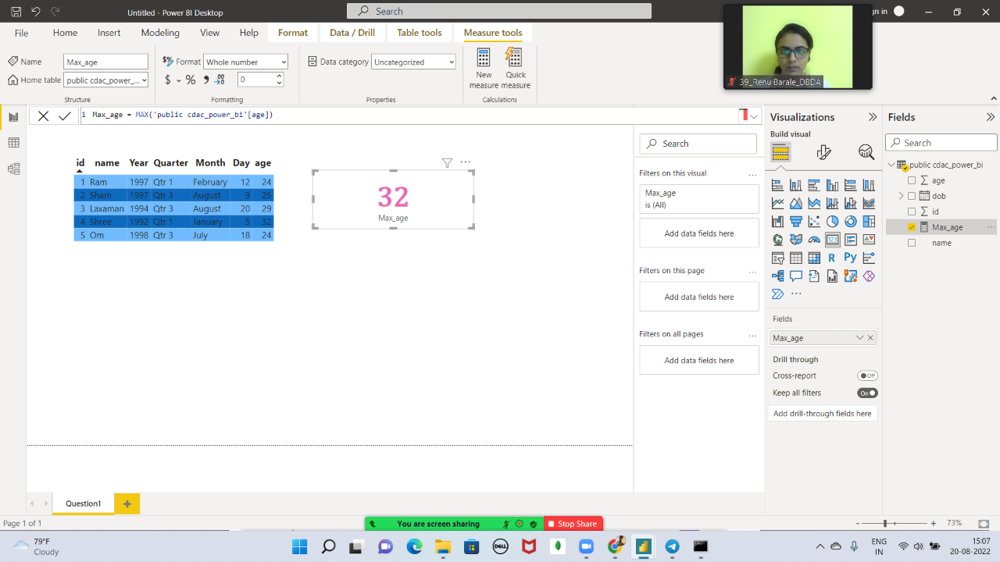 Untitled - Power BI Desktop
Search
gn in
File Home Insert Modeling View Help Format Data / Drill Table tools Measure tools
39_Renu Barale_DBDA
Name Max_age
Home table public cdac_power_...
Structure
Format Whole number
$ % 9 .00 0
Formatting
Data category Uncategorized
Properties
New measure
Quick measure
Calculations
1 Max_age = MAX('public cdac_power_bi'[age])
id name Year Quarter Month Day age
1 Ram 1997 Qtr 1 February 12 24
2 Sham 1997 Qtr 3 August 9 25
3 Laxaman 1994 Qtr 3 August 20 29
4 Shree 1992 Qtr 1 January 5 32
5 Om 1998 Qtr 3 July 18 24
32
Max_age
Search
Filters on this visual ...
Max_age
is (All)
Add data fields here
Filters on this page ...
Add data fields here
Filters on all pages ...
Add data fields here
Visualizations
Build visual
123
R Py
...
Fields
Max_age
Drill through
Cross-report Off
Keep all filters On
Add drill-through fields here
Fields
Search
public cdac_power_bi
age
dob
id
Max_age ...
name
Question1
Page 1 of 1
You are screen sharing
Stop Share
- + 73%
79°F
Cloudy
DELL
ENG
IN
15:07
20-08-2022